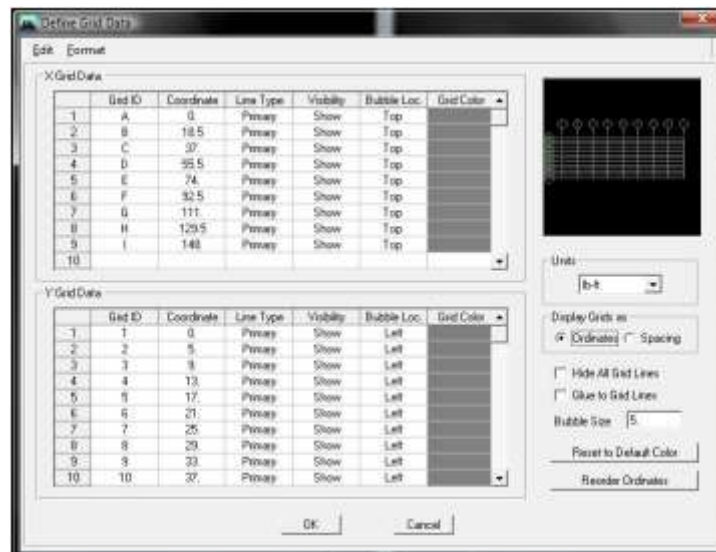 Define Grid Data
Edit Format
X Grid Data
Grid ID Coordinate Line Type Visibility Bubble Loc. Grid Color
1 A 0. Primary Show Top
2 B 18.5 Primary Show Top
3 C 37. Primary Show Top
4 D 55.5 Primary Show Top
5 E 74. Primary Show Top
6 F 92.5 Primary Show Top
7 G 111. Primary Show Top
8 H 129.5 Primary Show Top
9 I 148. Primary Show Top
10
Y Grid Data
Grid ID Coordinate Line Type Visibility Bubble Loc. Grid Color
1 1 0. Primary Show Left
2 2 5. Primary Show Left
3 3 9. Primary Show Left
4 4 13. Primary Show Left
5 5 17. Primary Show Left
6 6 21. Primary Show Left
7 7 25. Primary Show Left
8 8 29. Primary Show Left
9 9 33. Primary Show Left
10 10 37. Primary Show Left
Units
lb-ft
Display Grids as
Ordinates Spacing
Hide All Grid Lines
Glue to Grid Lines
Bubble Size 5.
Reset to Default Color
Reorder Ordinates
OK Cancel